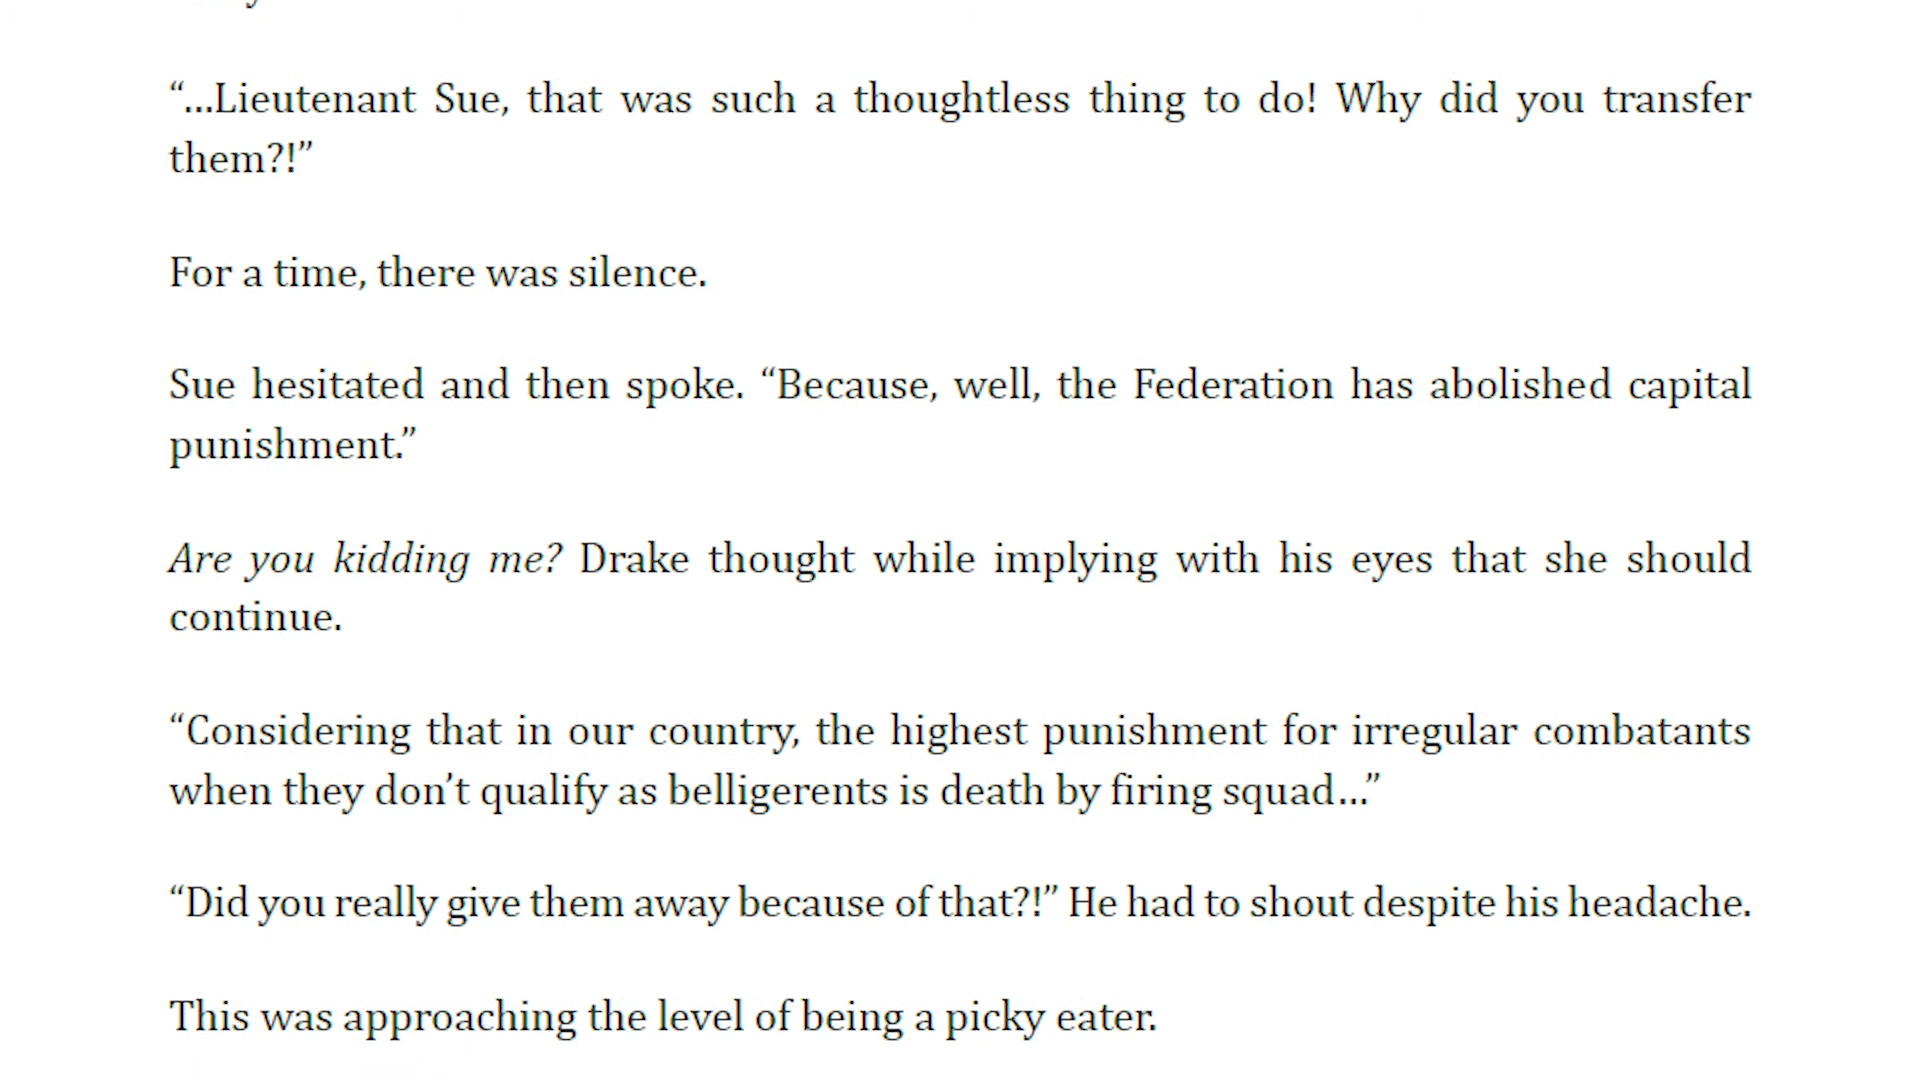 “…Lieutenant Sue, that was such a thoughtless thing to do! Why did you transfer
them?!”
For a time, there was silence.
Sue hesitated and then spoke. “Because, well, the Federation has abolished capital
punishment.”
Are you kidding me? Drake thought while implying with his eyes that she should
continue.
“Considering that in our country, the highest punishment for irregular combatants
when they don’t qualify as belligerents is death by firing squad…”
“Did you really give them away because of that?!” He had to shout despite his headache.
This was approaching the level of being a picky eater.